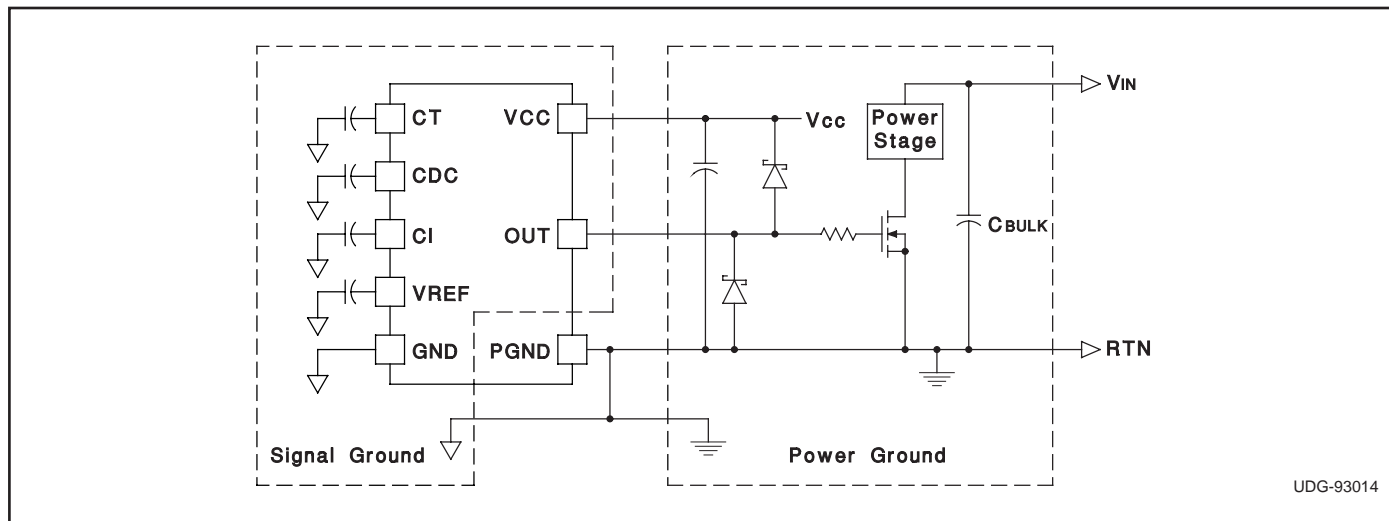 VIN
CT
VCC
Vcc
Power
Stage
CDC
CI
OUT
CBULK
VREF
GND
PGND
RTN
Signal Ground
Power Ground
UDG-93014